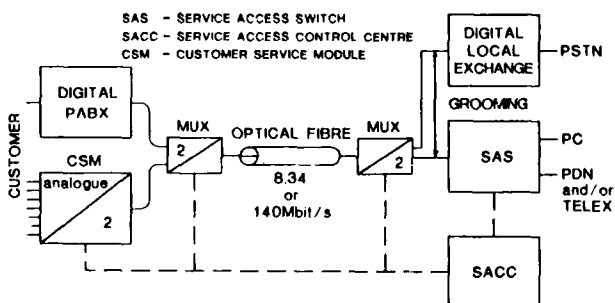 SAS – SERVICE ACCESS SWITCH
SACC – SERVICE ACCESS CONTROL CENTRE
CSM – CUSTOMER SERVICE MODULE
DIGITAL
LOCAL
EXCHANGE
PSTN
GROOMING
DIGITAL
PABX
CUSTOMER
MUX
2
OPTICAL FIBRE
8.34
or
140Mbit/s
MUX
2
SAS
PC
PDN
and/or
TELEX
CSM
analogue
2
SACC